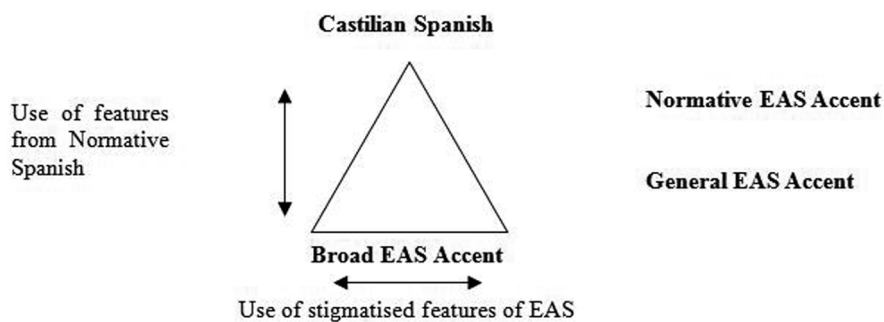 Castilian Spanish
Use of features
from Normative
Spanish
Normative EAS Accent
General EAS Accent
Broad EAS Accent
Use of stigmatised features of EAS